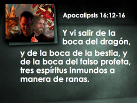 Apocalipsis 16:12-16
Y vi salir de la
boca del dragón,
y de la boca de la bestia, y
de la boca del falso profeta,
tres espíritus inmundos a
manera de ranas.